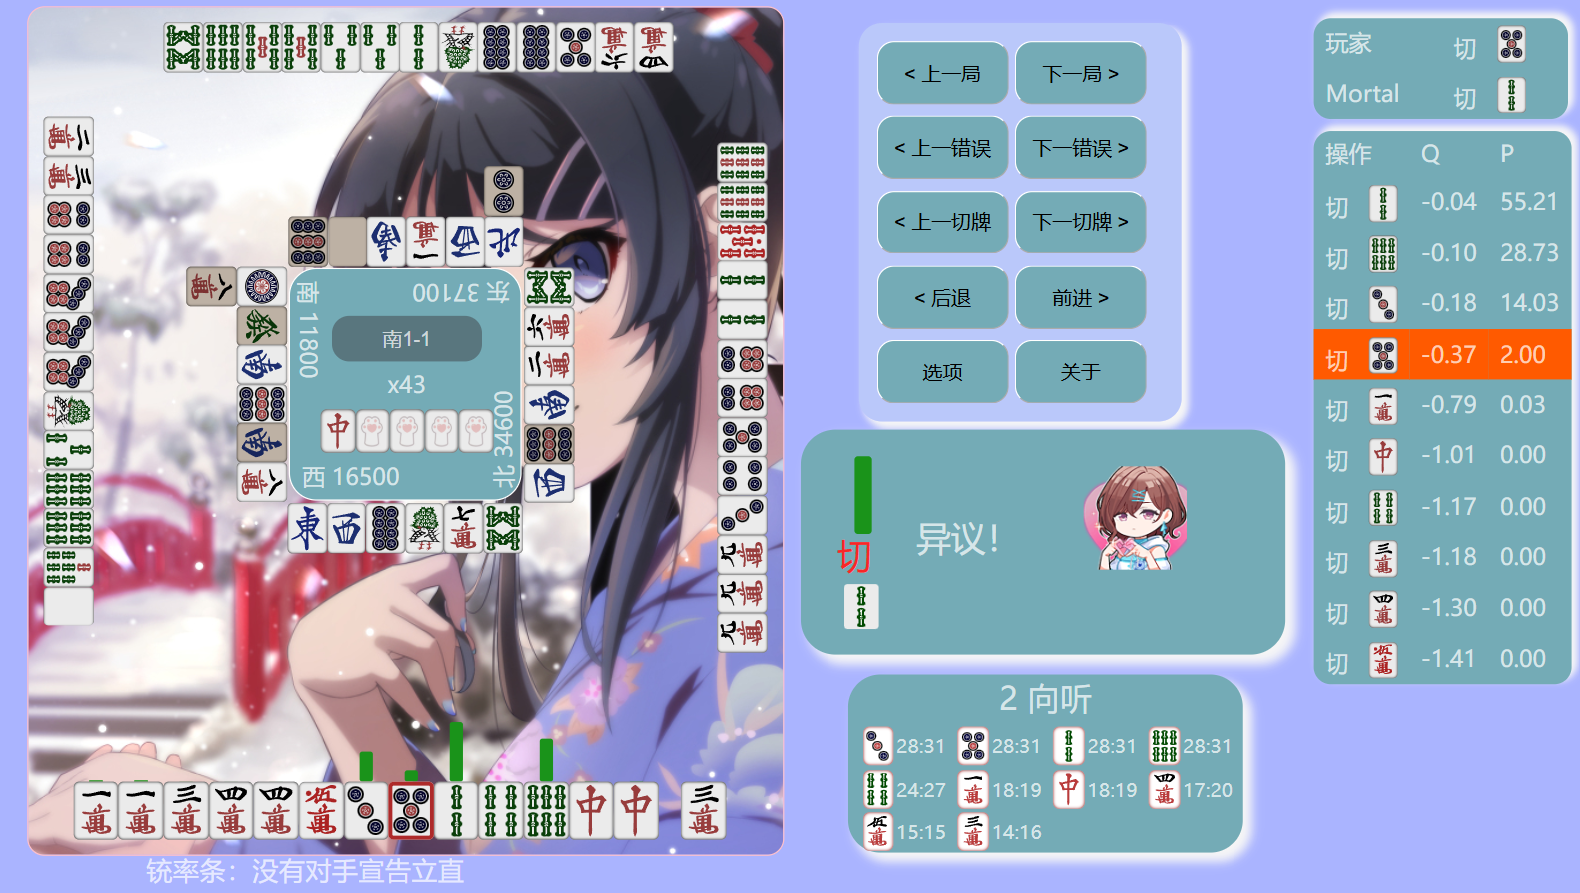 南 11800
东 37100
南1-1
x43
西 16500
北 34600
铳率条：没有对手宣告立直
< 上一局
下一局 >
< 上一错误
下一错误 >
< 上一切牌
下一切牌 >
< 后退
前进 >
选项
关于
切
异议！
2 向听
28:31
28:31
28:31
28:31
24:27
18:19
18:19
17:20
15:15
14:16
玩家 切
Mortal 切
操作 Q P
切 -0.04 55.21
切 -0.10 28.73
切 -0.18 14.03
切 -0.37 2.00
切 -0.79 0.03
切 -1.01 0.00
切 -1.17 0.00
切 -1.18 0.00
切 -1.30 0.00
切 -1.41 0.00